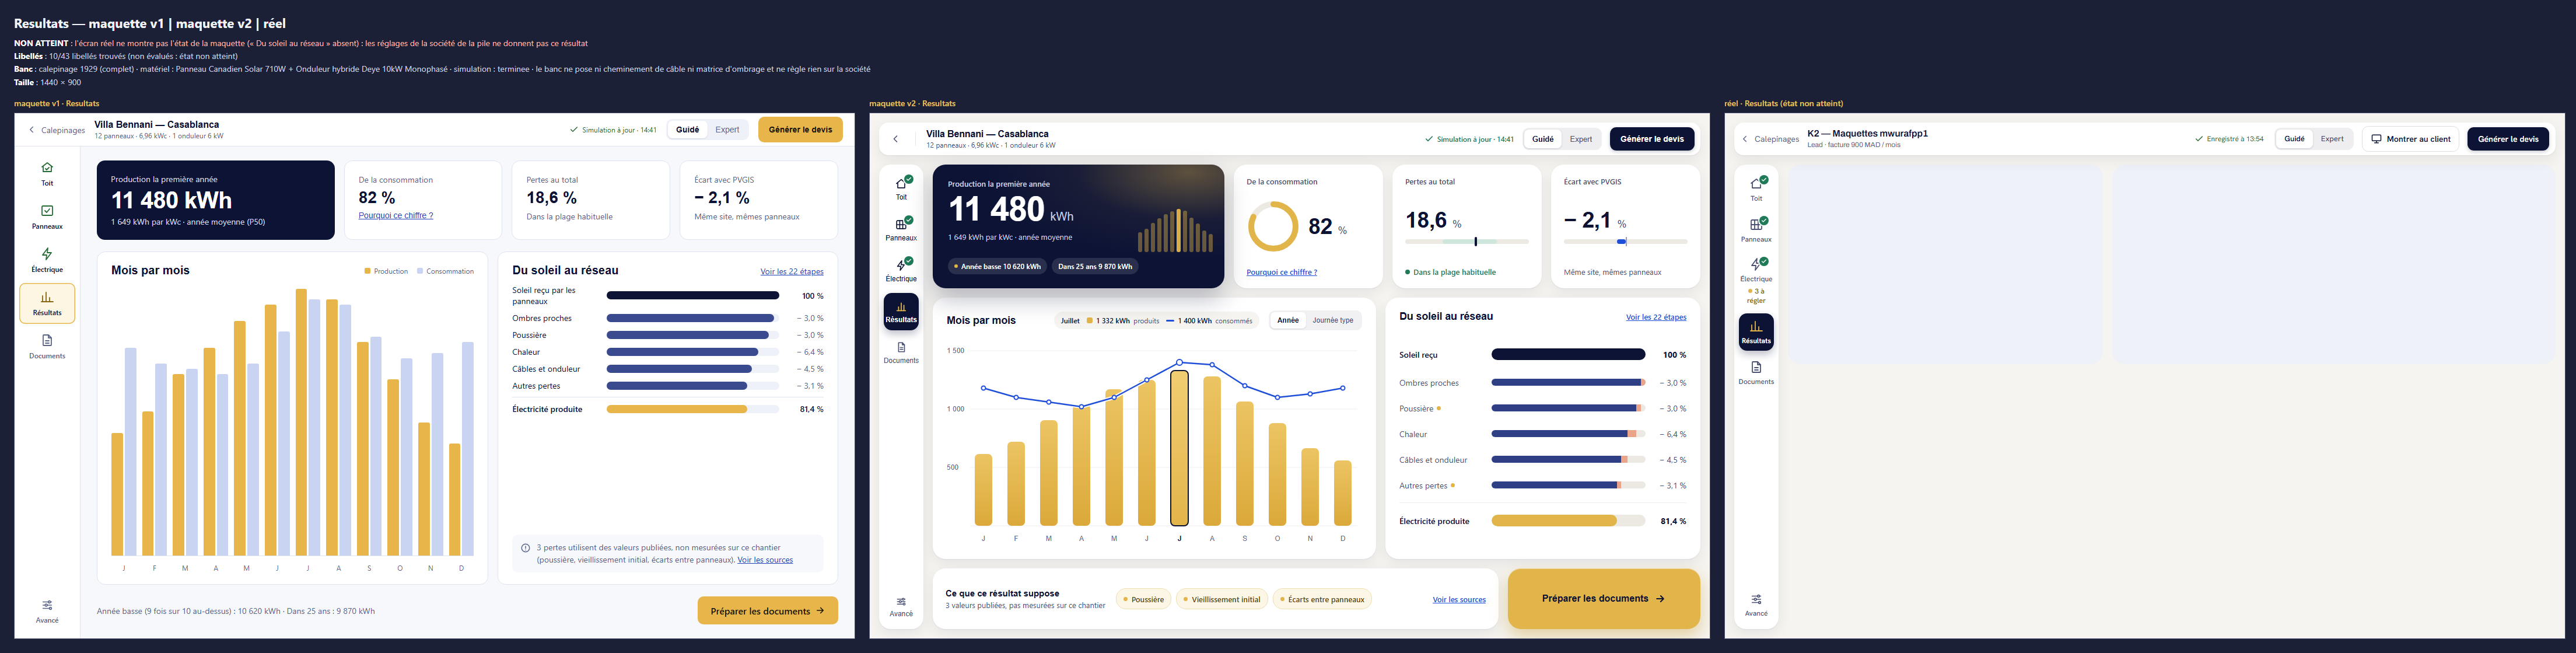 Resultats — maquette v1 | maquette v2 | réel
NON ATTEINT : l'écran réel ne montre pas l'état de la maquette (« Du soleil au réseau » absent) : les réglages de la société de la pile ne donnent pas ce résultat
Libellés : 10/43 libellés trouvés (non évalués : état non atteint)
Banc : calepinage 1929 (complet) · matériel : Panneau Canadien Solar 710W + Onduleur hybride Deye 10kW Monophasé · simulation : terminee · le banc ne pose ni cheminement de câble ni matrice d'ombrage et ne règle rien sur la société
Taille : 1440 × 900
maquette v1 · Resultats
Calepinages
Villa Bennani — Casablanca
12 panneaux · 6,96 kWc · 1 onduleur 6 kW
Simulation à jour · 14:41
Guidé
Expert
Générer le devis
Toit
Panneaux
Électrique
Résultats
Documents
Avancé
Production la première année
11 480 kWh
1 649 kWh par kWc · année moyenne (P50)
De la consommation
82 %
Pourquoi ce chiffre ?
Pertes au total
18,6 %
Dans la plage habituelle
Écart avec PVGIS
− 2,1 %
Même site, mêmes panneaux
Mois par mois
Production
Consommation
J F M A M J J A S O N D
Du soleil au réseau
Voir les 22 étapes
Soleil reçu par les
panneaux
100 %
Ombres proches − 3,0 %
Poussière − 3,0 %
Chaleur − 6,4 %
Câbles et onduleur − 4,5 %
Autres pertes − 3,1 %
Électricité produite 81,4 %
3 pertes utilisent des valeurs publiées, non mesurées sur ce chantier
(poussière, vieillissement initial, écarts entre panneaux). Voir les sources
Année basse (9 fois sur 10 au-dessus) : 10 620 kWh · Dans 25 ans : 9 870 kWh
Préparer les documents
maquette v2 · Resultats
Villa Bennani — Casablanca
12 panneaux · 6,96 kWc · 1 onduleur 6 kW
Simulation à jour · 14:41
Guidé
Expert
Générer le devis
Toit
Panneaux
Électrique
Résultats
Documents
Avancé
Production la première année
11 480 kWh
1 649 kWh par kWc · année moyenne
Année basse 10 620 kWh
Dans 25 ans 9 870 kWh
De la consommation
82 %
Pourquoi ce chiffre ?
Pertes au total
18,6 %
Dans la plage habituelle
Écart avec PVGIS
− 2,1 %
Même site, mêmes panneaux
Mois par mois
Juillet 1 332 kWh produits 1 400 kWh consommés
Année
Journée type
1 500
1 000
500
J F M A M J J A S O N D
Du soleil au réseau
Voir les 22 étapes
Soleil reçu 100 %
Ombres proches − 3,0 %
Poussière − 3,0 %
Chaleur − 6,4 %
Câbles et onduleur − 4,5 %
Autres pertes − 3,1 %
Électricité produite 81,4 %
Ce que ce résultat suppose
3 valeurs publiées, pas mesurées sur ce chantier
Poussière
Vieillissement initial
Écarts entre panneaux
Voir les sources
Préparer les documents
réel · Resultats (état non atteint)
Calepinages
K2 — Maquettes mwurafpp1
Lead · facture 900 MAD / mois
Enregistré à 13:54
Guidé
Expert
Montrer au client
Générer le devis
Toit
Panneaux
Électrique
3 à
régler
Résultats
Documents
Avancé